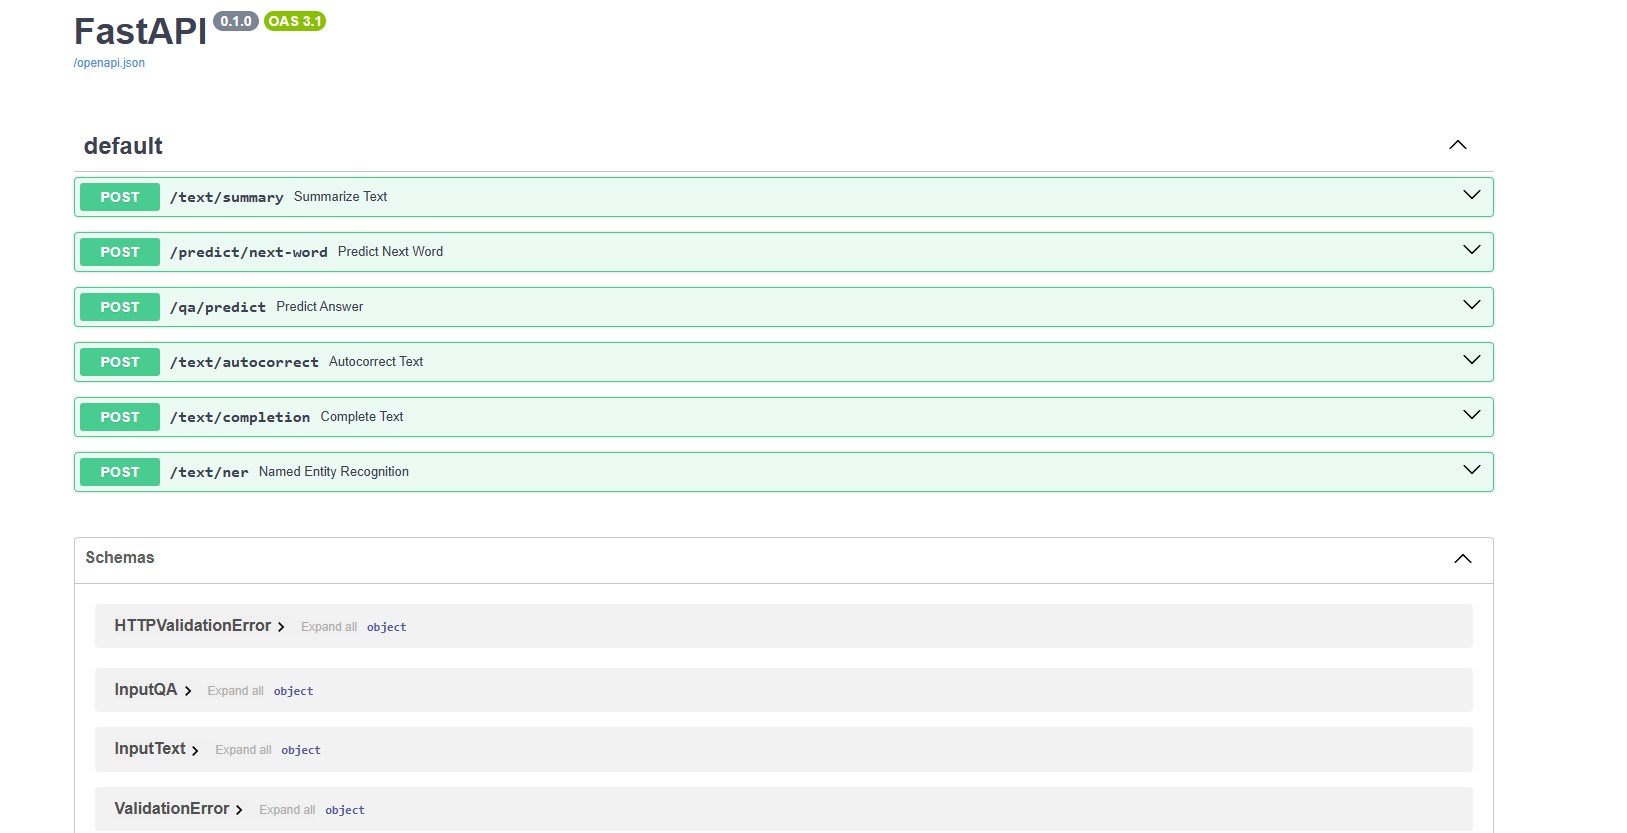 FastAPI 0.1.0 OAS 3.1
/openapi.json
default
POST /text/summary Summarize Text
POST /predict/next-word Predict Next Word
POST /qa/predict Predict Answer
POST /text/autocorrect Autocorrect Text
POST /text/completion Complete Text
POST /text/ner Named Entity Recognition
Schemas
HTTPValidationError Expand all object
InputQA Expand all object
InputText Expand all object
ValidationError Expand all object